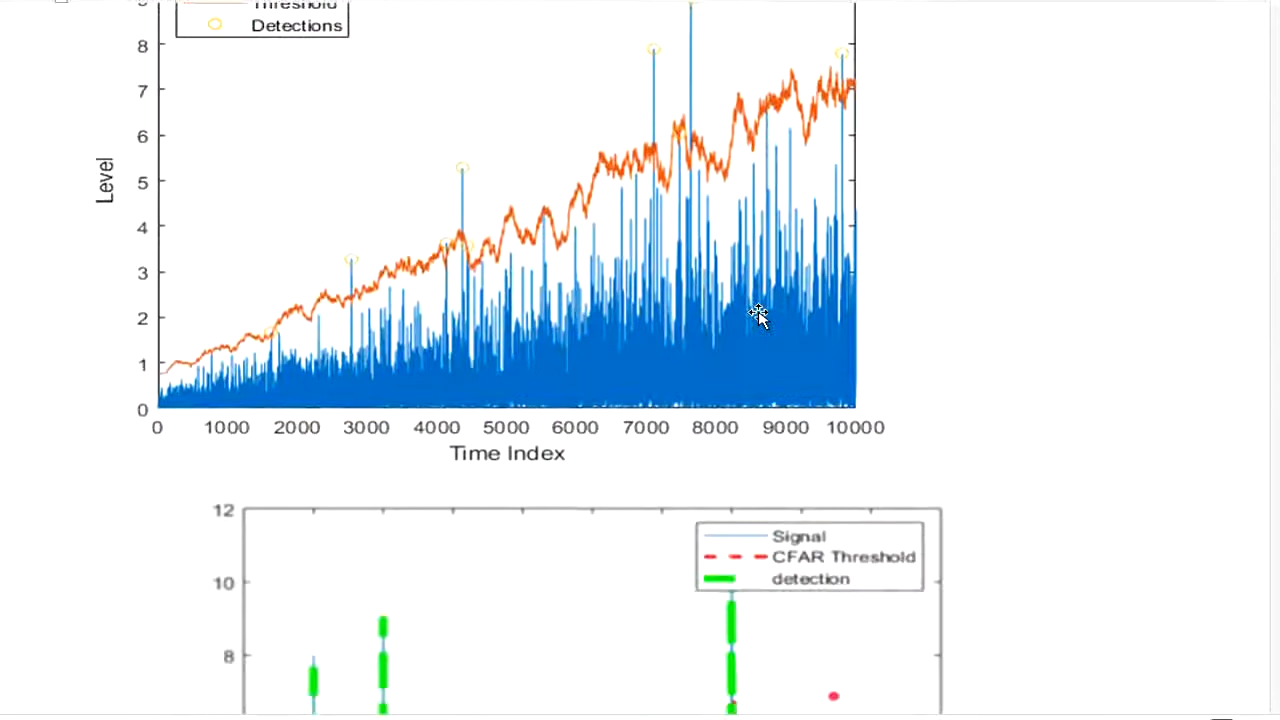 Threshold
Detections
8
7
6
5
4
3
2
1
0
Level
0 1000 2000 3000 4000 5000 6000 7000 8000 9000 10000
Time Index
12
10
8
Signal
CFAR Threshold
detection